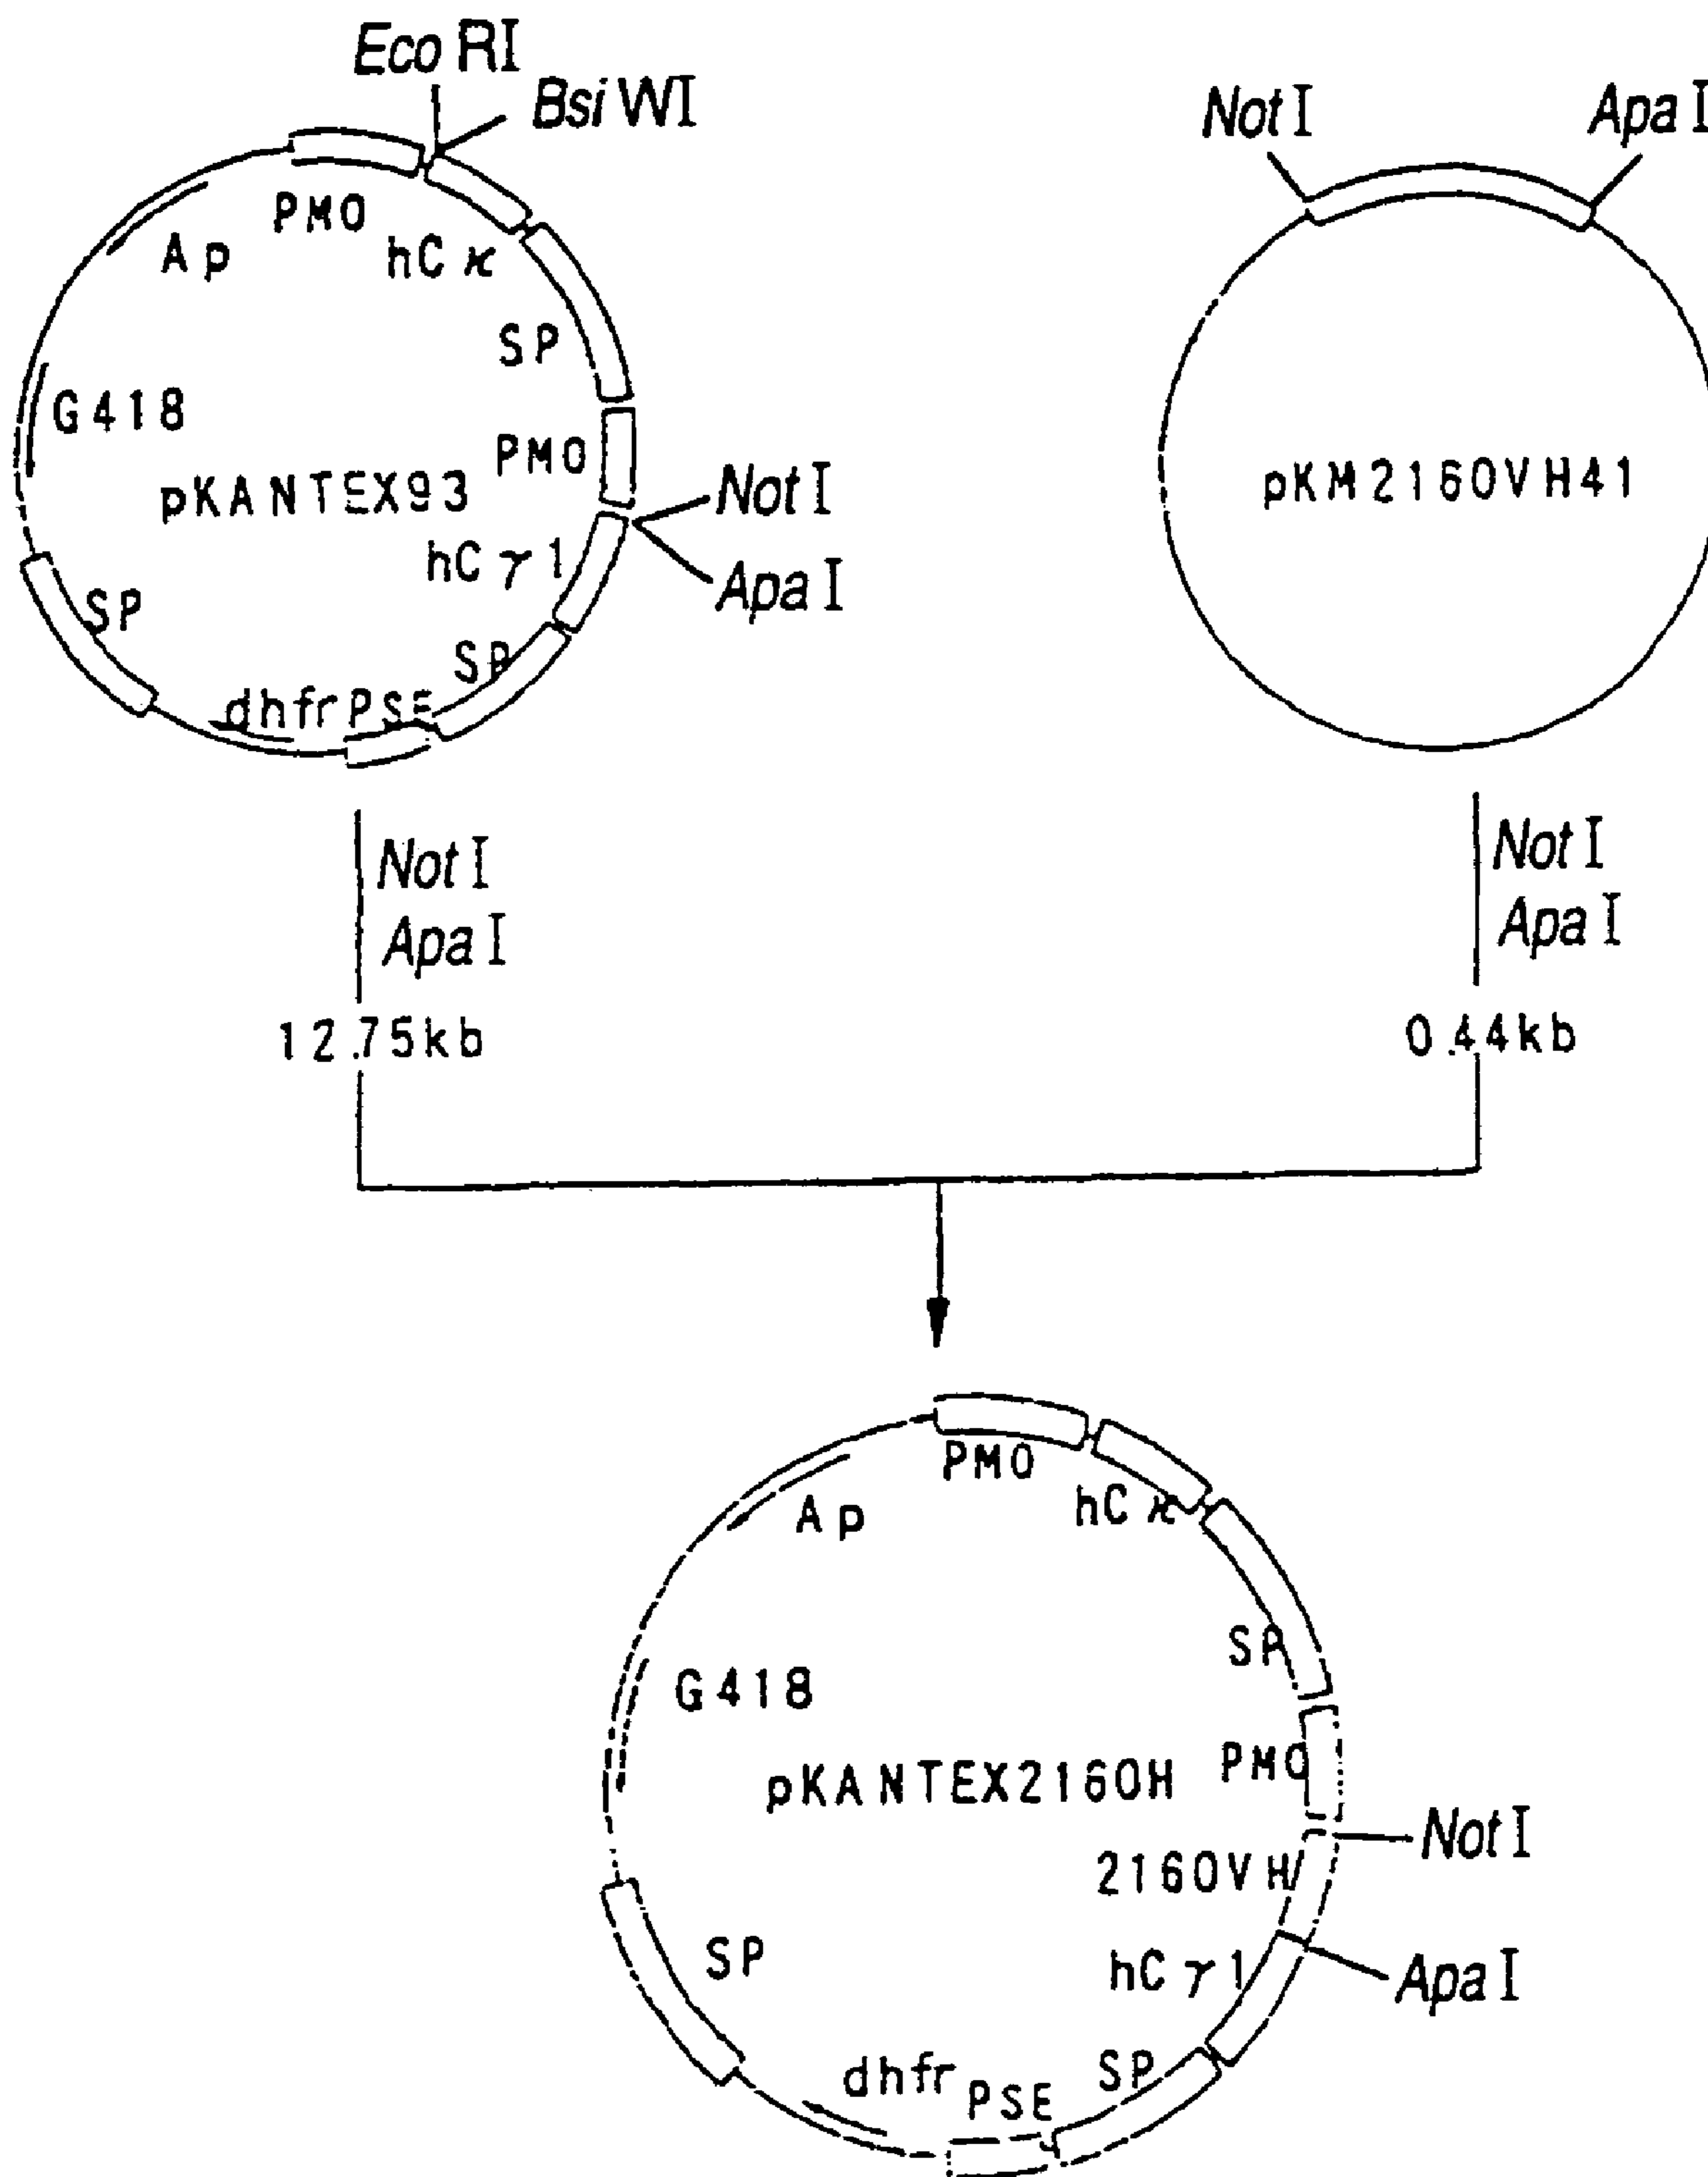 Eco RI
Bsi WI
Not I
Apa I
PMO
Ap
hC κ
SP
G418
PMO
pKANTEX93
Not I
pKM2160VH41
hC γ 1
Apa I
SP
SP
dhfr
PSE
Not I
Apa I
Not I
Apa I
12.75kb
0.44kb
PMO
hC κ
Ap
SP
G418
PMO
pKANTEX2160H
Not I
2160VH
SP
hC γ 1
Apa I
dhfr
PSE
SP